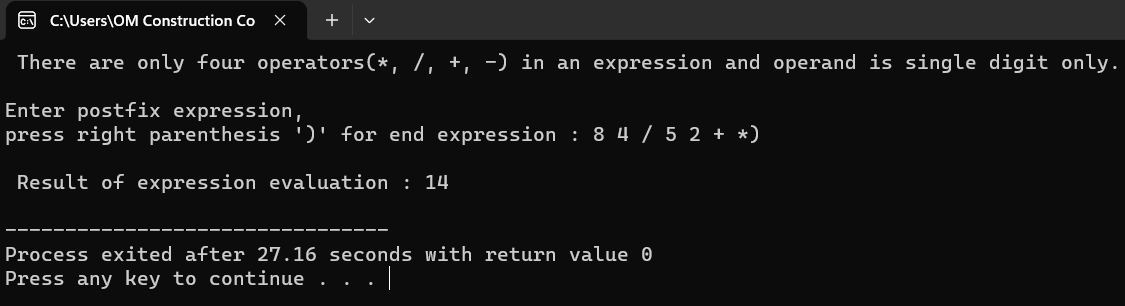 C:\Users\OM Construction Co
There are only four operators(*, /, +, -) in an expression and operand is single digit only.
Enter postfix expression,
press right parenthesis ')' for end expression : 8 4 / 5 2 + *)
Result of expression evaluation : 14
--------------------------------
Process exited after 27.16 seconds with return value 0
Press any key to continue . . .